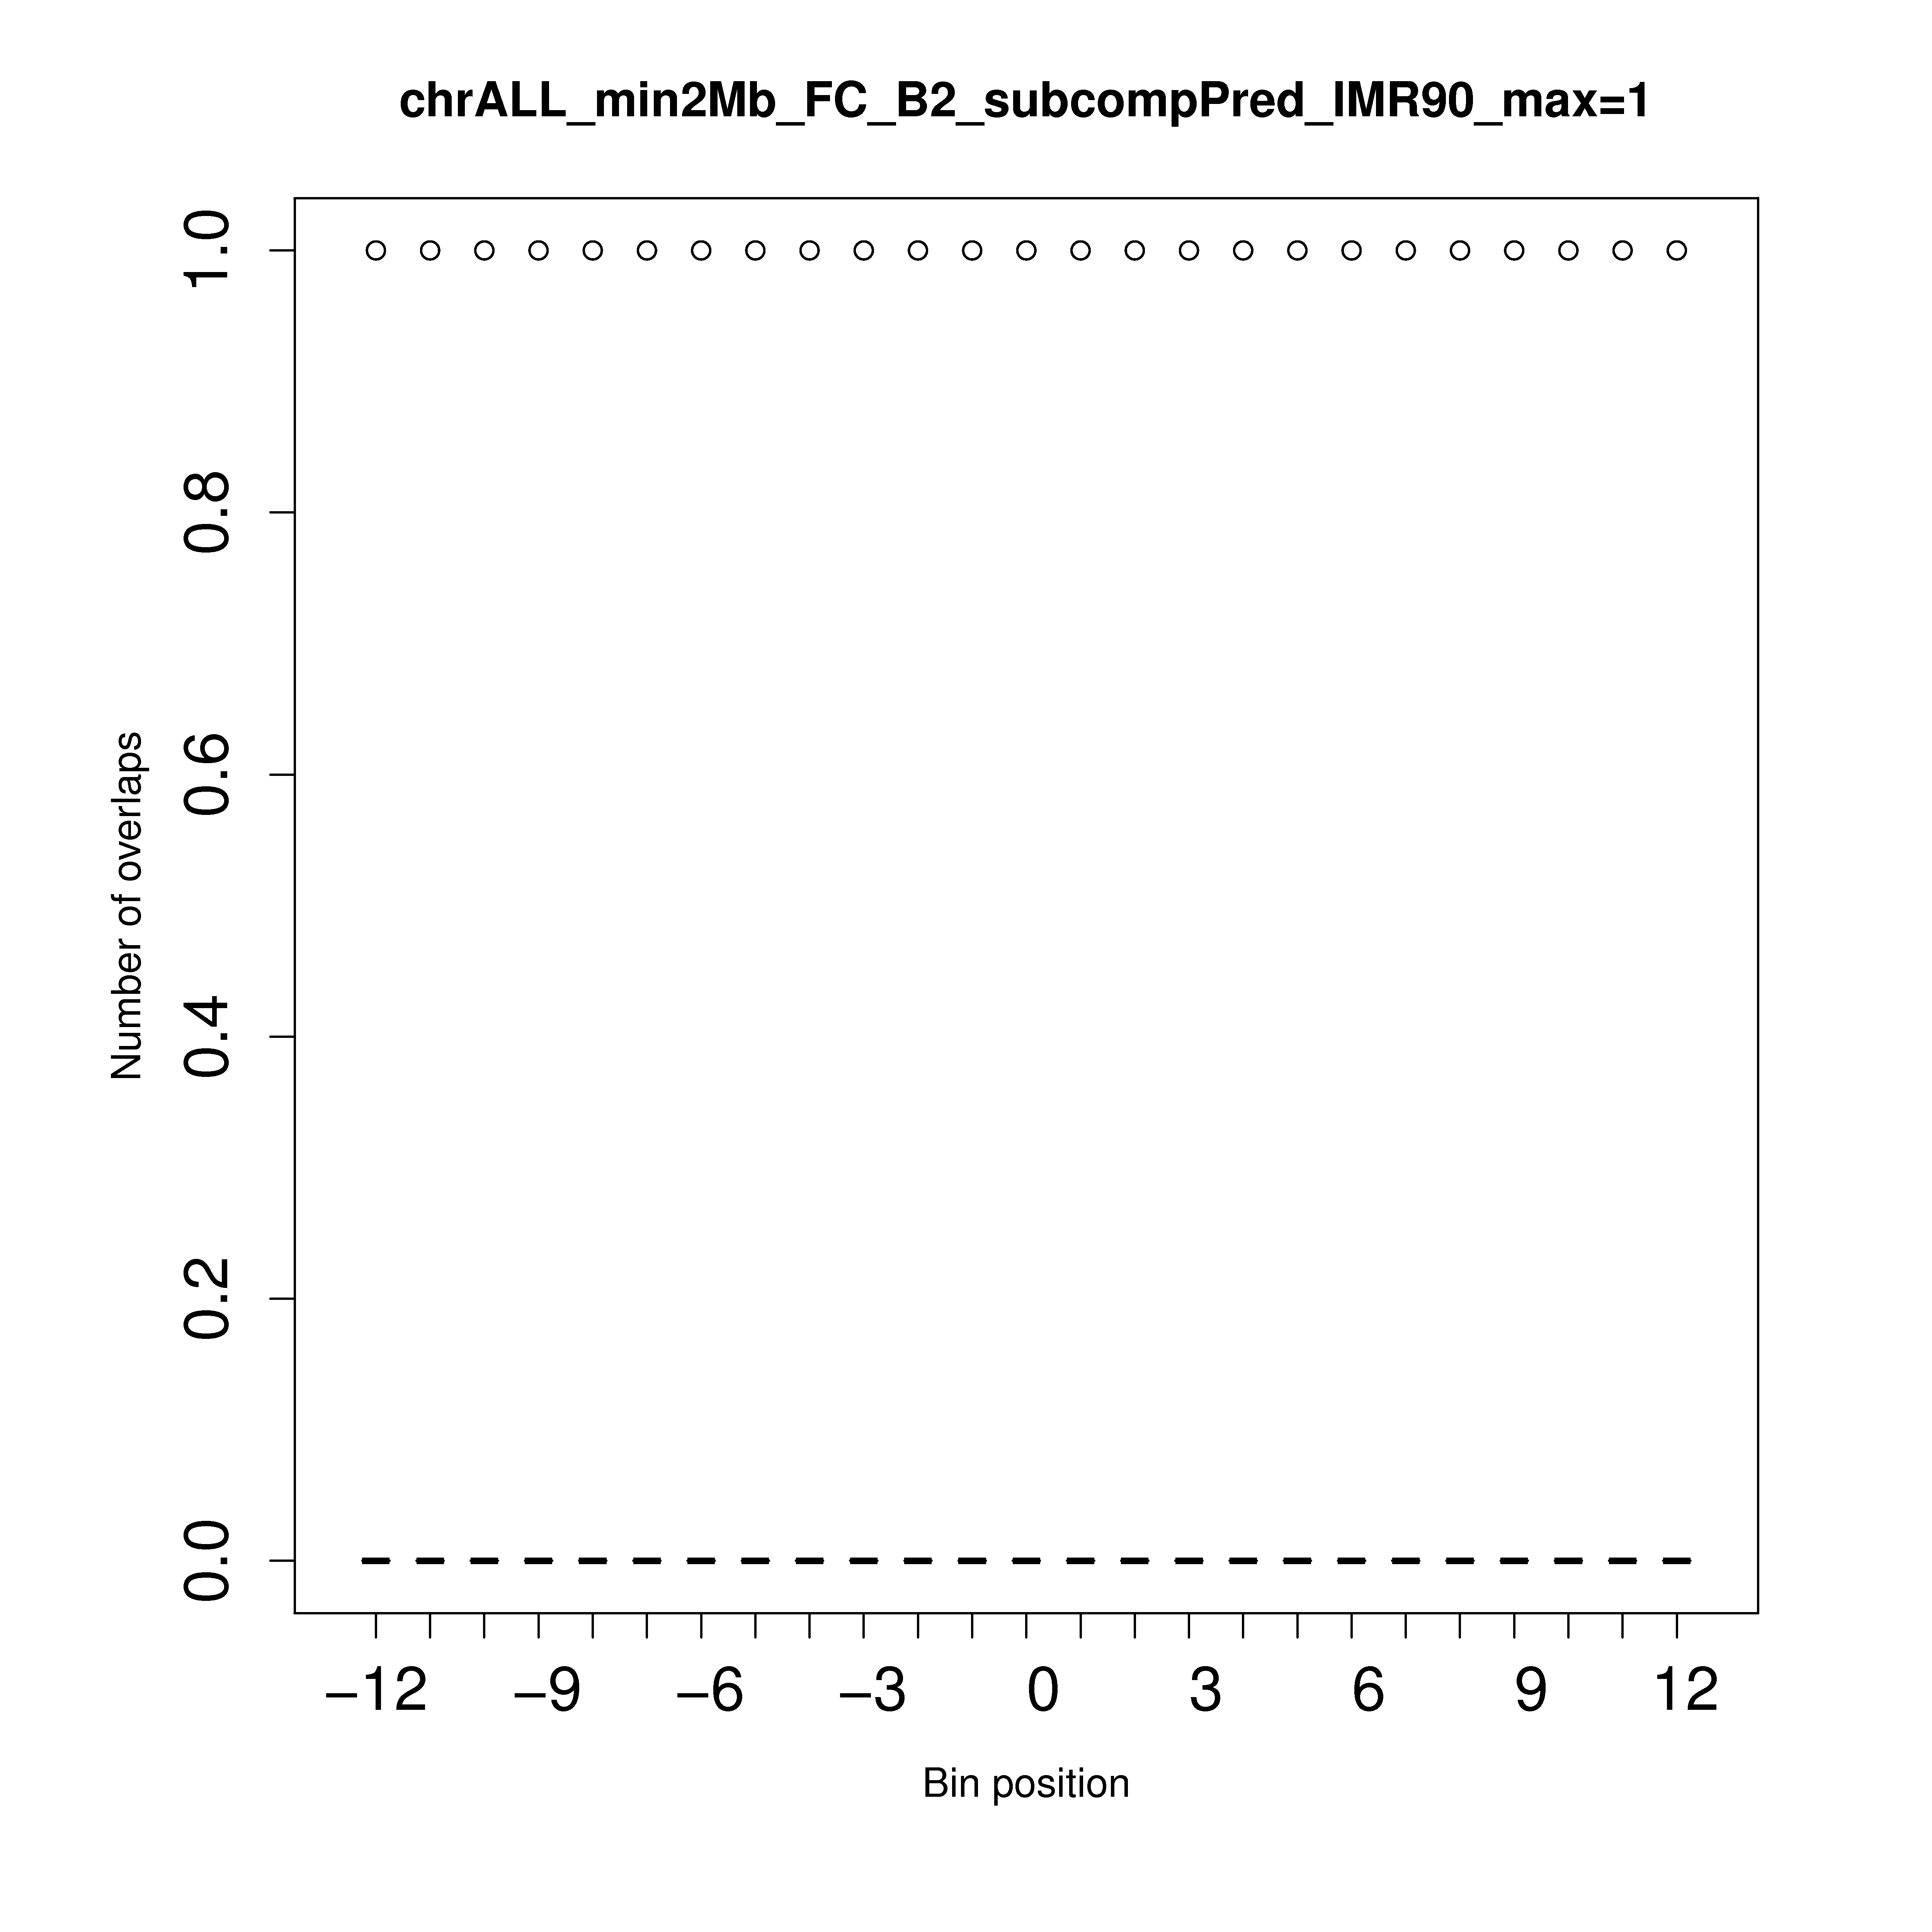 chrALL_min2Mb_FC_B2_subcompPred_IMR90_max=1
1.0
0.8
0.6
0.4
0.2
0.0
Number of overlaps
−12 −9 −6 −3 0 3 6 9 12
Bin position